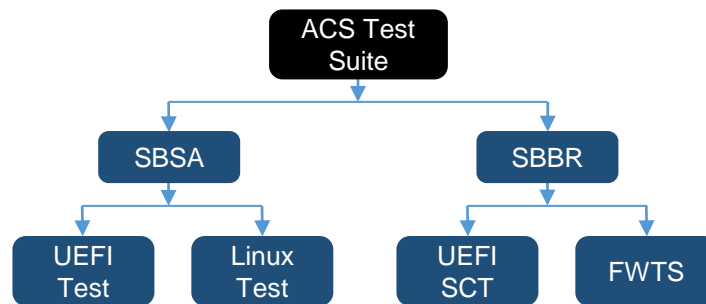 ACS Test
Suite
SBSA
SBBR
UEFI
Test
Linux
Test
UEFI
SCT
FWTS